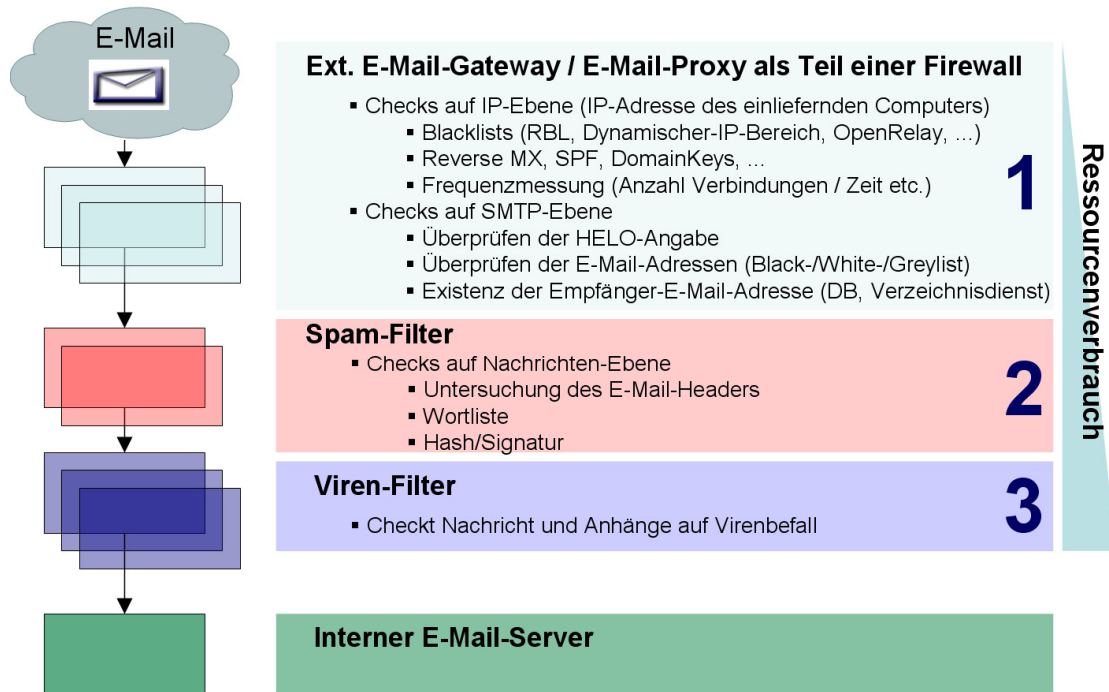 E-Mail
Ext. E-Mail-Gateway / E-Mail-Proxy als Teil einer Firewall
▪ Checks auf IP-Ebene (IP-Adresse des einliefernden Computers)
▪ Blacklists (RBL, Dynamischer-IP-Bereich, OpenRelay, ...)
▪ Reverse MX, SPF, DomainKeys, ...
▪ Frequenzmessung (Anzahl Verbindungen / Zeit etc.)
▪ Checks auf SMTP-Ebene
▪ Überprüfen der HELO-Angabe
▪ Überprüfen der E-Mail-Adressen (Black-/White-/Greylist)
▪ Existenz der Empfänger-E-Mail-Adresse (DB, Verzeichnisdienst)
1
Spam-Filter
▪ Checks auf Nachrichten-Ebene
▪ Untersuchung des E-Mail-Headers
▪ Wortliste
▪ Hash/Signatur
2
Viren-Filter
▪ Checkt Nachricht und Anhänge auf Virenbefall
3
Interner E-Mail-Server
Ressourcenverbrauch